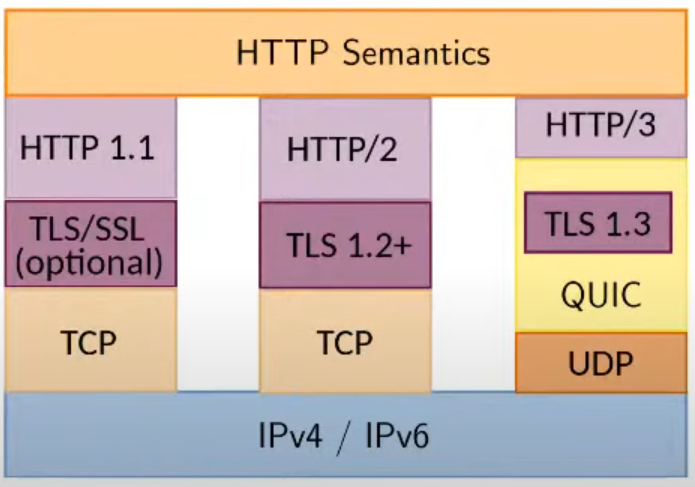 HTTP Semantics
HTTP 1.1
TLS/SSL
(optional)
TCP
HTTP/2
TLS 1.2+
TCP
HTTP/3
TLS 1.3
QUIC
UDP
IPv4 / IPv6